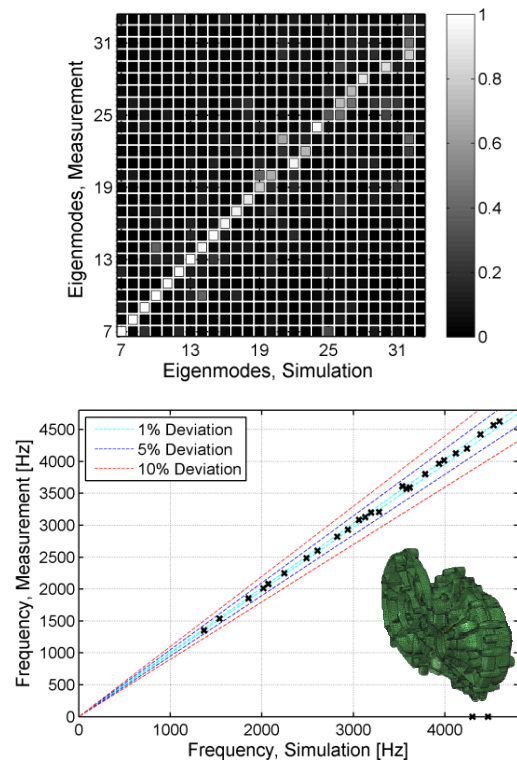 31
25
19
13
7
Eigenmodes, Measurement
7 13 19 25 31
Eigenmodes, Simulation
1
0.8
0.6
0.4
0.2
0
1% Deviation
5% Deviation
10% Deviation
4500
4000
3500
3000
2500
2000
1500
1000
500
0
Frequency, Measurement [Hz]
0 1000 2000 3000 4000
Frequency, Simulation [Hz]